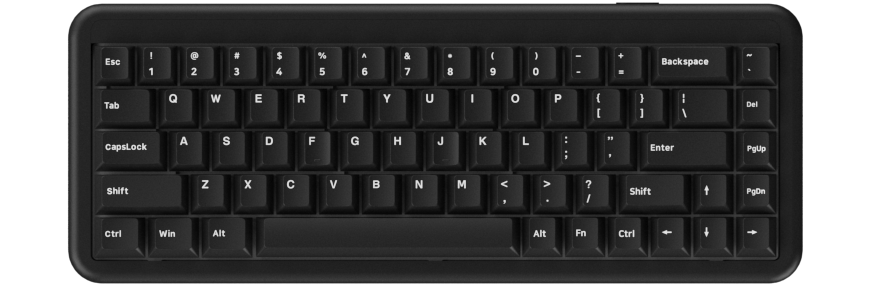 Esc ! @ # $ % ^ & * ( ) – + Backspace ~
1 2 3 4 5 6 7 8 9 0 - = `
Tab Q W E R T Y U I O P { } ¦ Del
[ ] \
CapsLock A S D F G H J K L : " Enter PgUp
; '
Shift Z X C V B N M < > ? Shift ↑ PgDn
, . /
Ctrl Win Alt Alt Fn Ctrl ← ↓ →